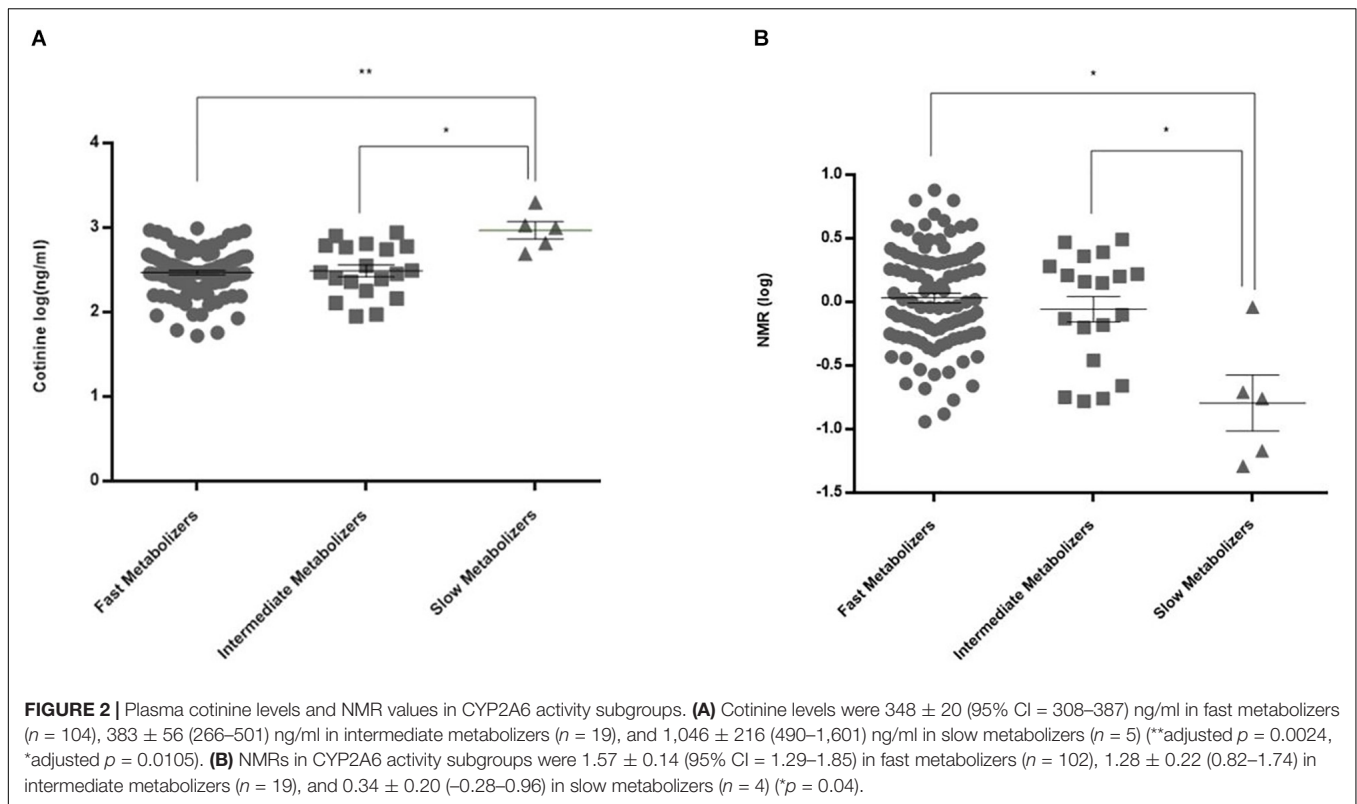 A
**
*
4
3
2
1
0
Cotinine log(ng/ml)
Fast Metabolizers
Intermediate Metabolizers
Slow Metabolizers
B
*
*
1.0
0.5
0.0
-0.5
-1.0
-1.5
NMR (log)
Fast Metabolizers
Intermediate Metabolizers
Slow Metabolizers
FIGURE 2 | Plasma cotinine levels and NMR values in CYP2A6 activity subgroups. (A) Cotinine levels were 348 ± 20 (95% CI = 308–387) ng/ml in fast metabolizers
(n = 104), 383 ± 56 (266–501) ng/ml in intermediate metabolizers (n = 19), and 1,046 ± 216 (490–1,601) ng/ml in slow metabolizers (n = 5) (**adjusted p = 0.0024,
*adjusted p = 0.0105). (B) NMRs in CYP2A6 activity subgroups were 1.57 ± 0.14 (95% CI = 1.29–1.85) in fast metabolizers (n = 102), 1.28 ± 0.22 (0.82–1.74) in
intermediate metabolizers (n = 19), and 0.34 ± 0.20 (–0.28–0.96) in slow metabolizers (n = 4) (*p = 0.04).